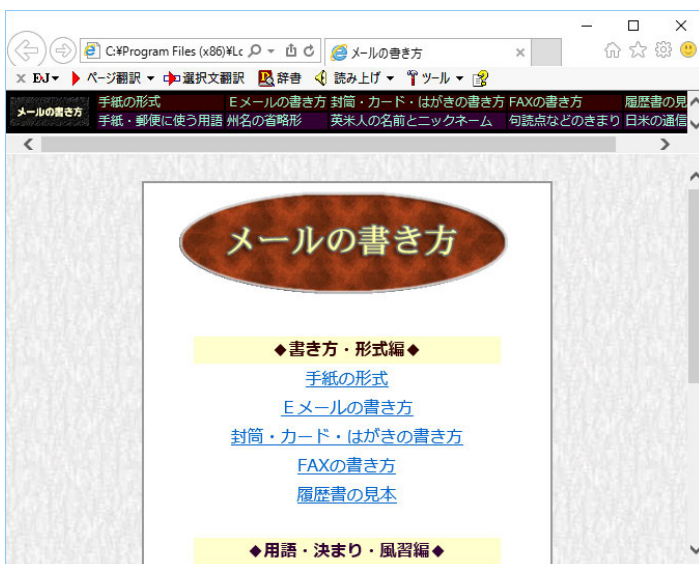 C:¥Program Files (x86)¥Lc
メールの書き方
× EJ ページ翻訳 選択文翻訳 辞書 読み上げ ツール
メールの書き方
手紙の形式 Eメールの書き方 封筒・カード・はがきの書き方 FAXの書き方 履歴書の見
手紙・郵便に使う用語 州名の省略形 英米人の名前とニックネーム 句読点などのきまり 日米の通信
メールの書き方
◆書き方・形式編◆
手紙の形式
Eメールの書き方
封筒・カード・はがきの書き方
FAXの書き方
履歴書の見本
◆用語・決まり・風習編◆